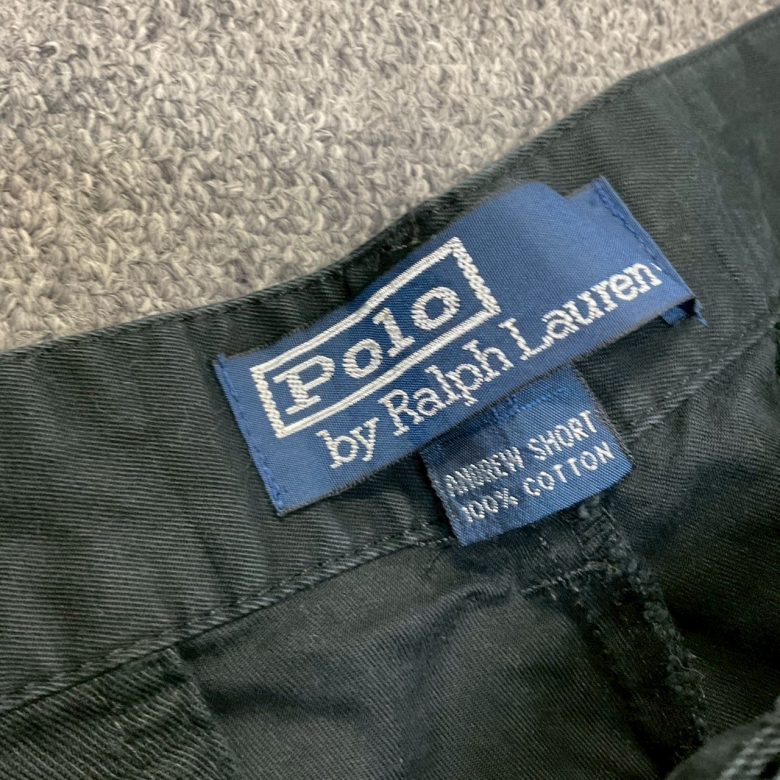 Polo
by Ralph Lauren
ANDREW SHORT
100% COTTON